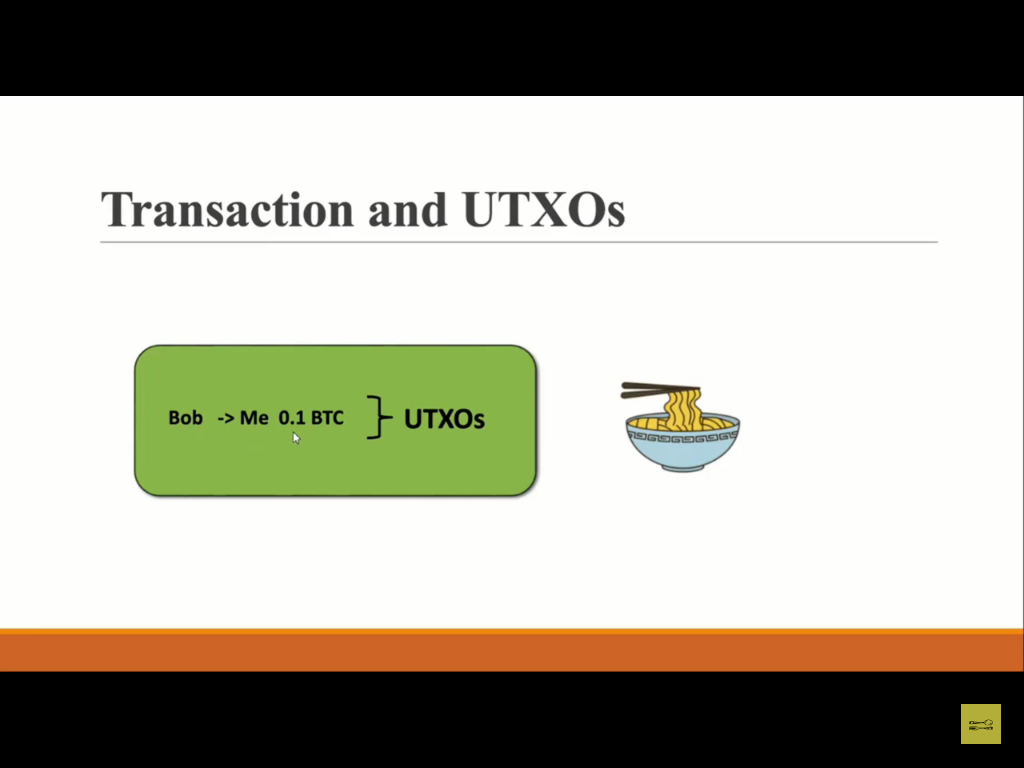 Transaction and UTXOs
Bob -> Me 0.1 BTC } UTXOs